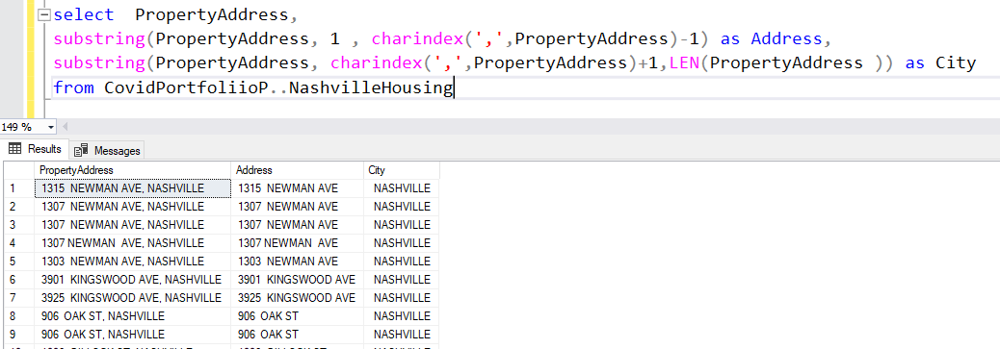 select  PropertyAddress,
substring(PropertyAddress, 1 , charindex(',',PropertyAddress)-1) as Address,
substring(PropertyAddress, charindex(',',PropertyAddress)+1,LEN(PropertyAddress )) as City
from CovidPortfoliioP..NashvilleHousing
149 %
Results Messages
PropertyAddress Address City
1 1315  NEWMAN AVE, NASHVILLE 1315  NEWMAN AVE NASHVILLE
2 1307  NEWMAN AVE, NASHVILLE 1307  NEWMAN AVE NASHVILLE
3 1307  NEWMAN AVE, NASHVILLE 1307  NEWMAN AVE NASHVILLE
4 1307 NEWMAN  AVE, NASHVILLE 1307 NEWMAN  AVE NASHVILLE
5 1303  NEWMAN AVE, NASHVILLE 1303  NEWMAN AVE NASHVILLE
6 3901  KINGSWOOD AVE, NASHVILLE 3901  KINGSWOOD AVE NASHVILLE
7 3925  KINGSWOOD AVE, NASHVILLE 3925  KINGSWOOD AVE NASHVILLE
8 906  OAK ST, NASHVILLE 906  OAK ST NASHVILLE
9 906  OAK ST, NASHVILLE 906  OAK ST NASHVILLE